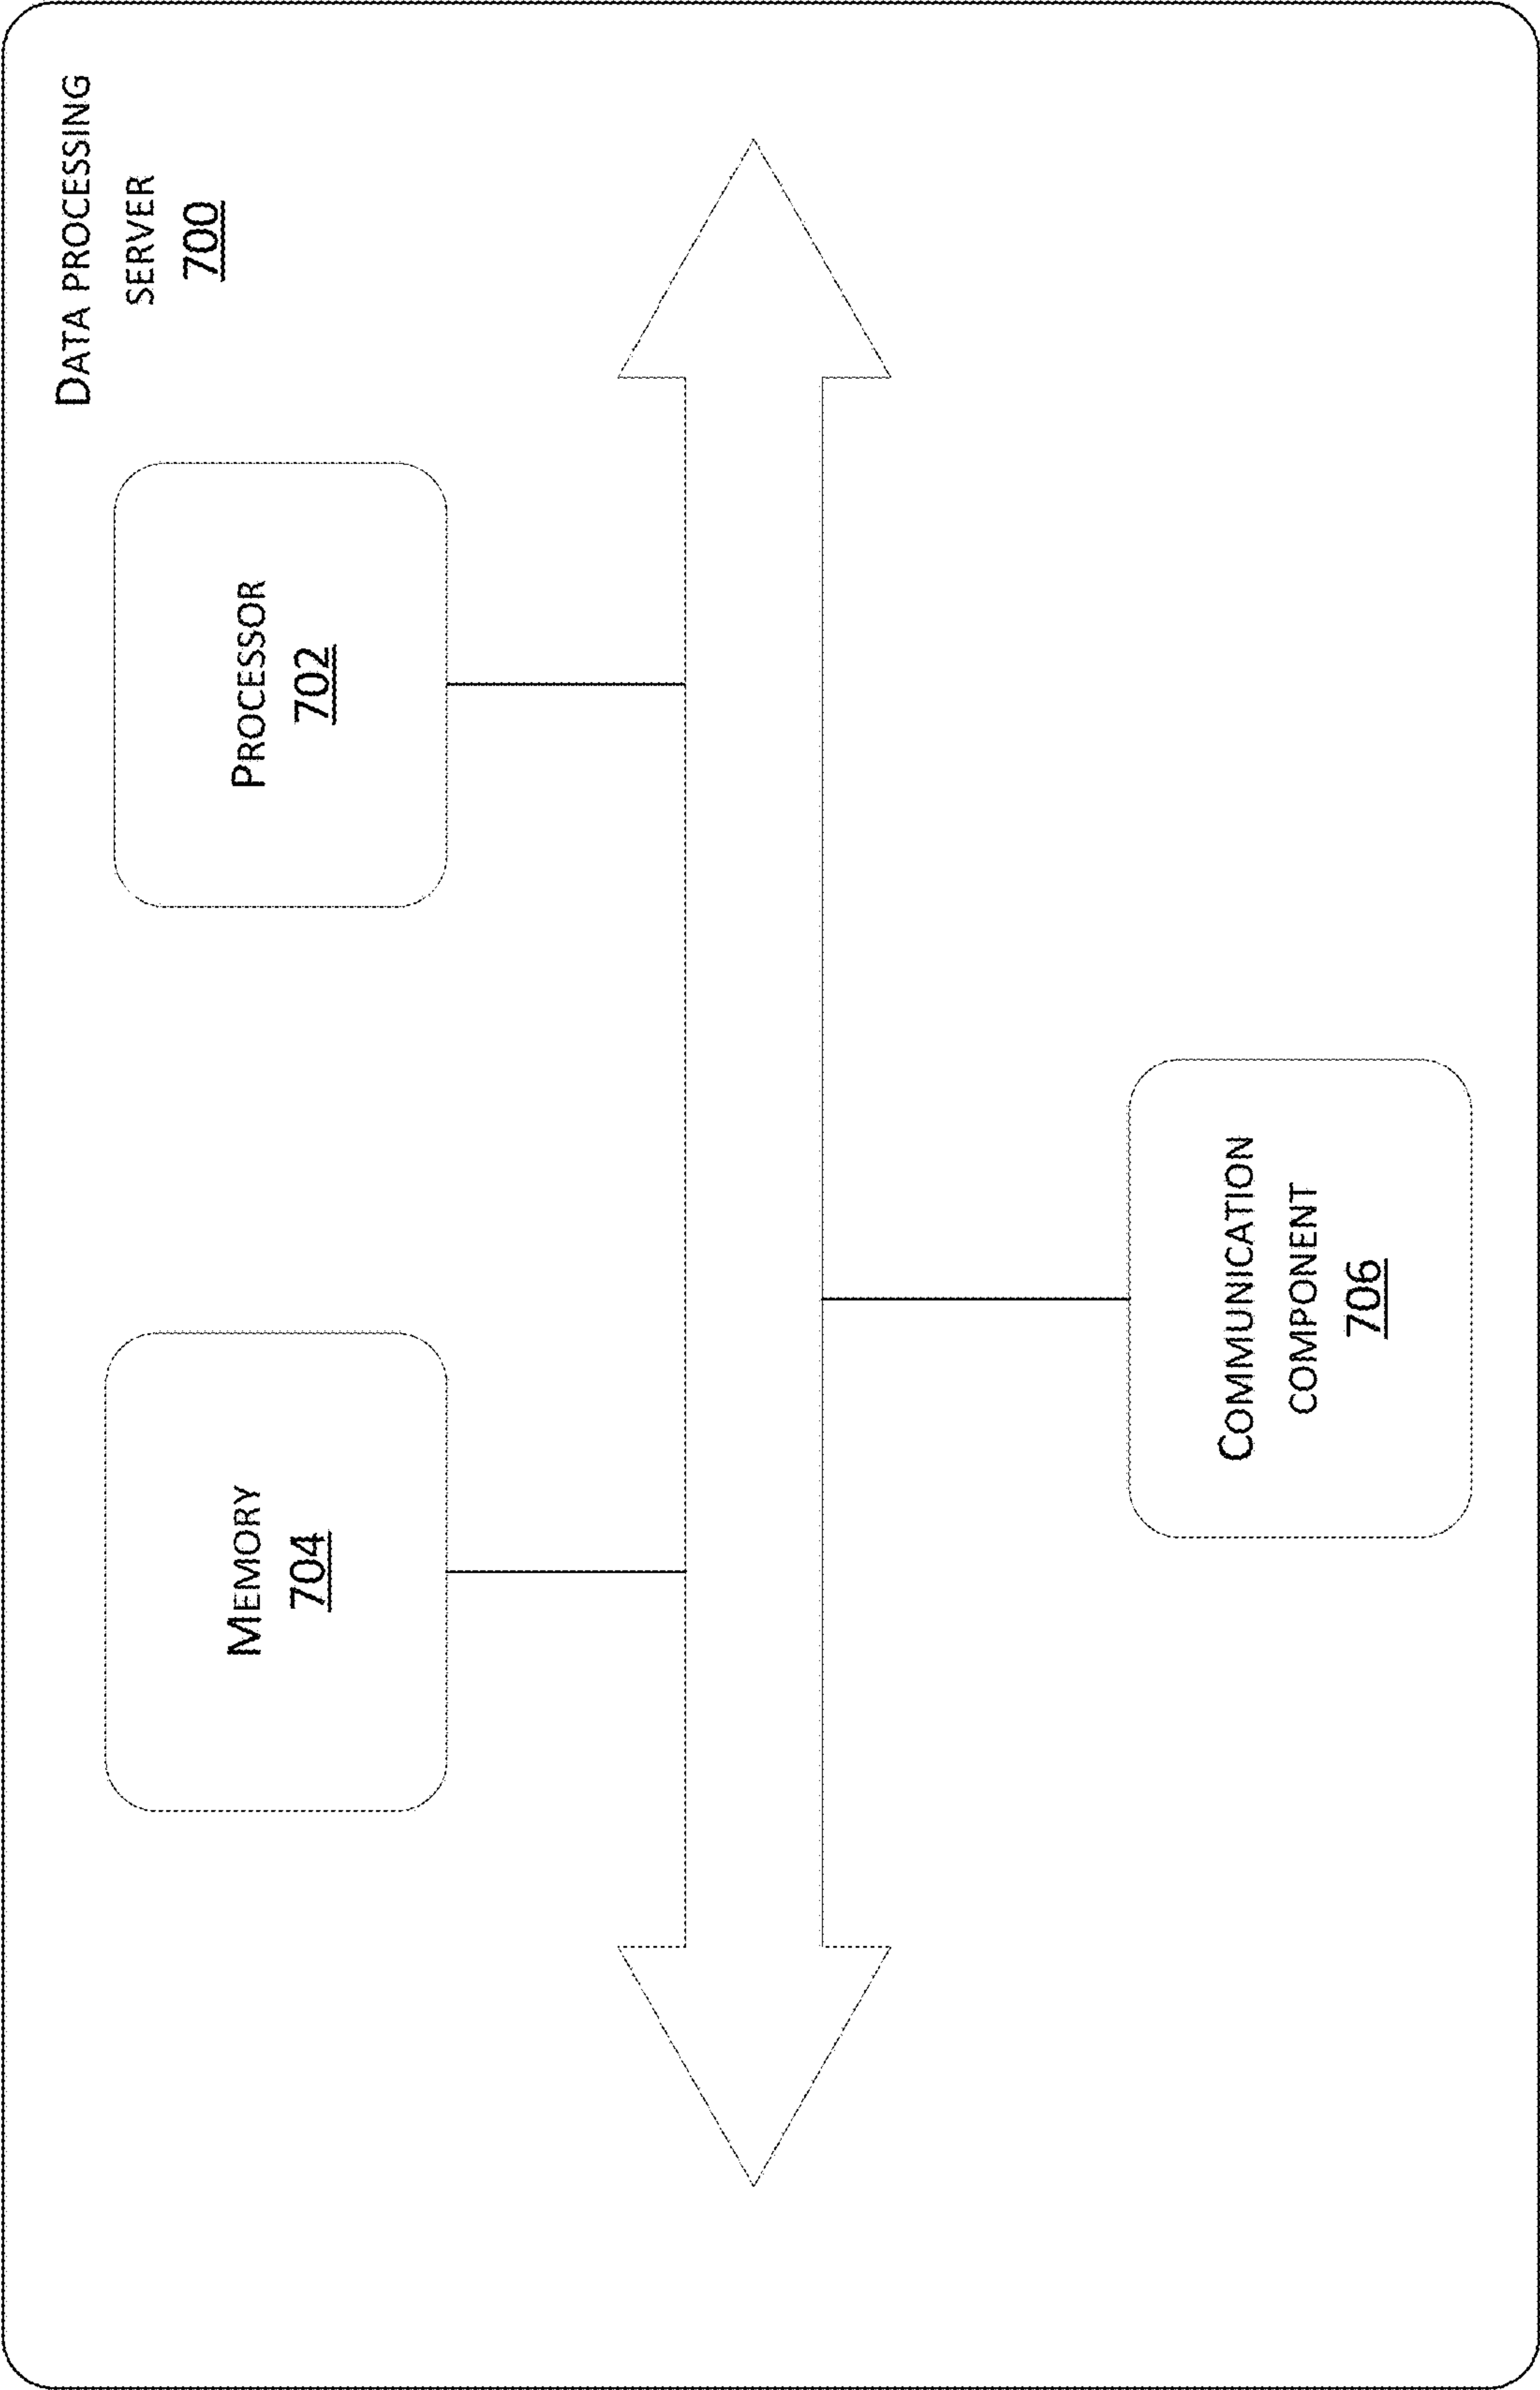 DATA PROCESSING
SERVER
700
MEMORY
704
PROCESSOR
702
COMMUNICATION
COMPONENT
706